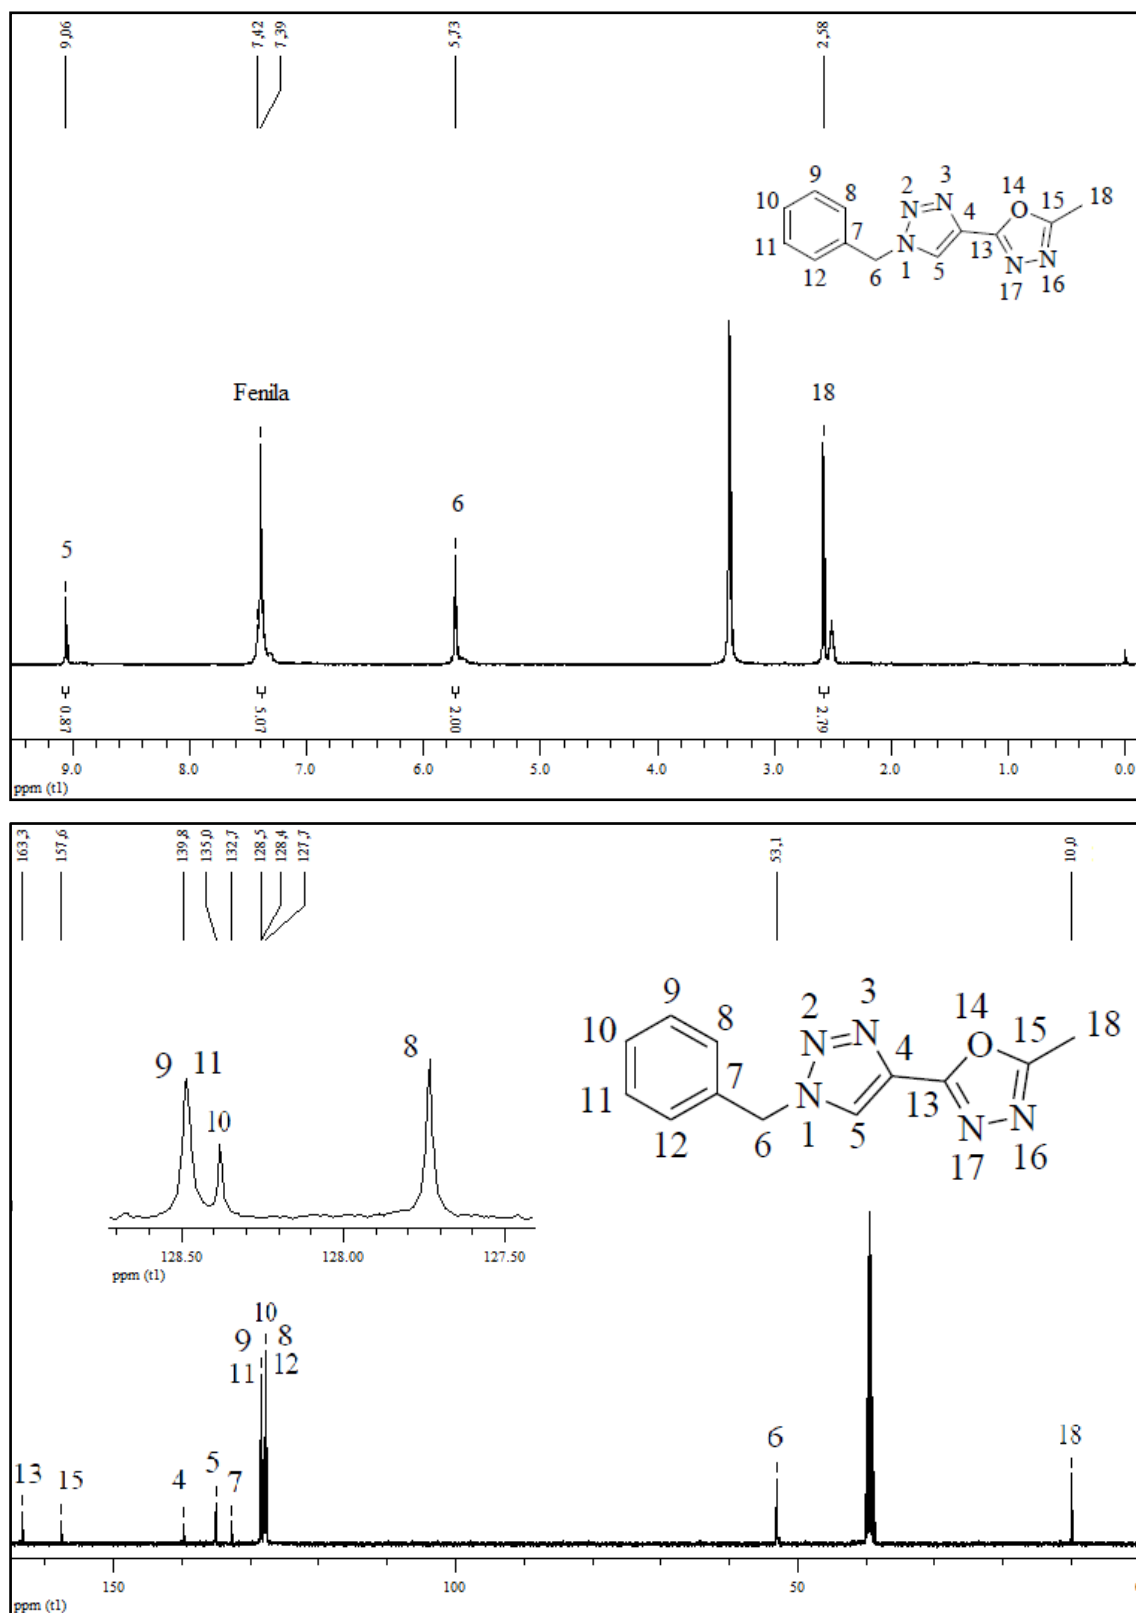 9,06 7,42 7,39 5,73 2,58
9 8 2 3 14 18
10 N=N O 15
11 7 N 4
12 6 1 5 13 N-N 16
17
Fenila
18
6
5
0.87 5.07 2.00 2.79
9.0 8.0 7.0 6.0 5.0 4.0 3.0 2.0 1.0 0.0
ppm (t1)
163,3 157,6 139,8 135,0 132,7 128,5 128,4 127,7 53,1 10,0
9 8 2 3 14 18
10 N=N O 15
11 7 N 4
12 6 1 5 13 N-N 16
17
9 11 8
10
128.50 128.00 127.50
ppm (t1)
10
9 8
11 12
6 18
13 15 4 5 7
150 100 50
ppm (t1)